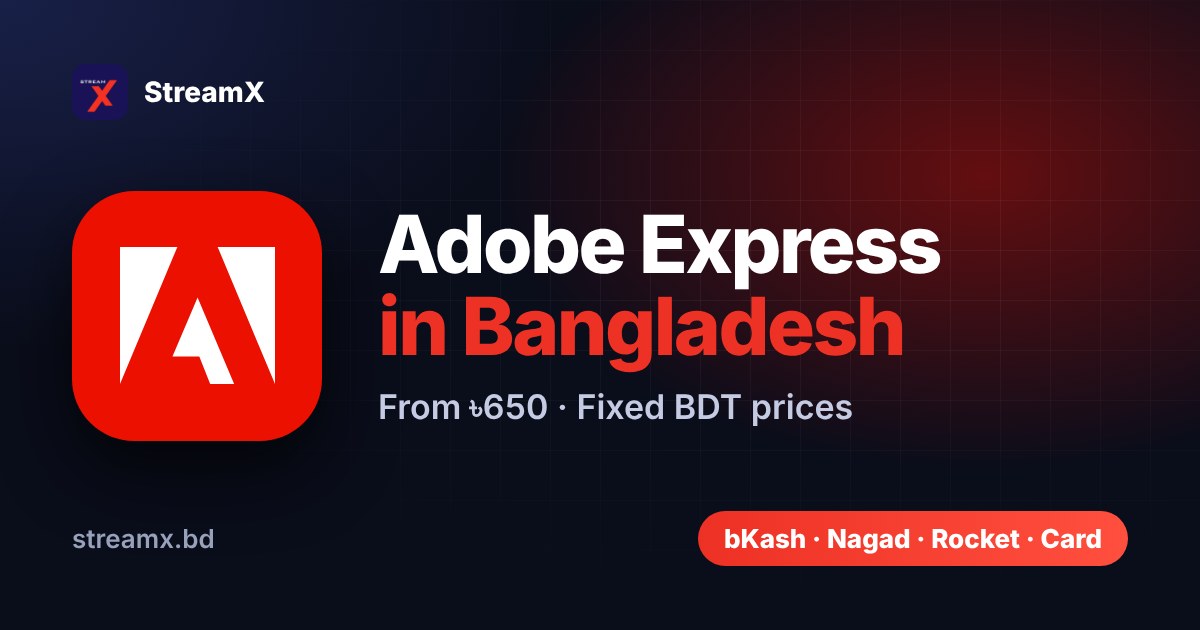 STREAM
X
StreamX
Adobe Express
in Bangladesh
From ৳650 · Fixed BDT prices
streamx.bd
bKash · Nagad · Rocket · Card